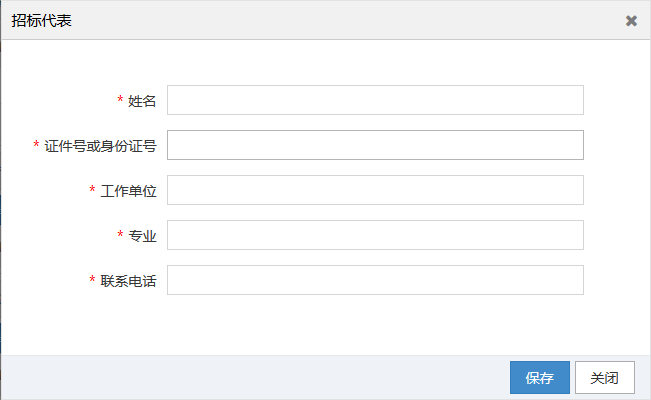 招标代表
* 姓名
* 证件号或身份证号
* 工作单位
* 专业
* 联系电话
保存 关闭